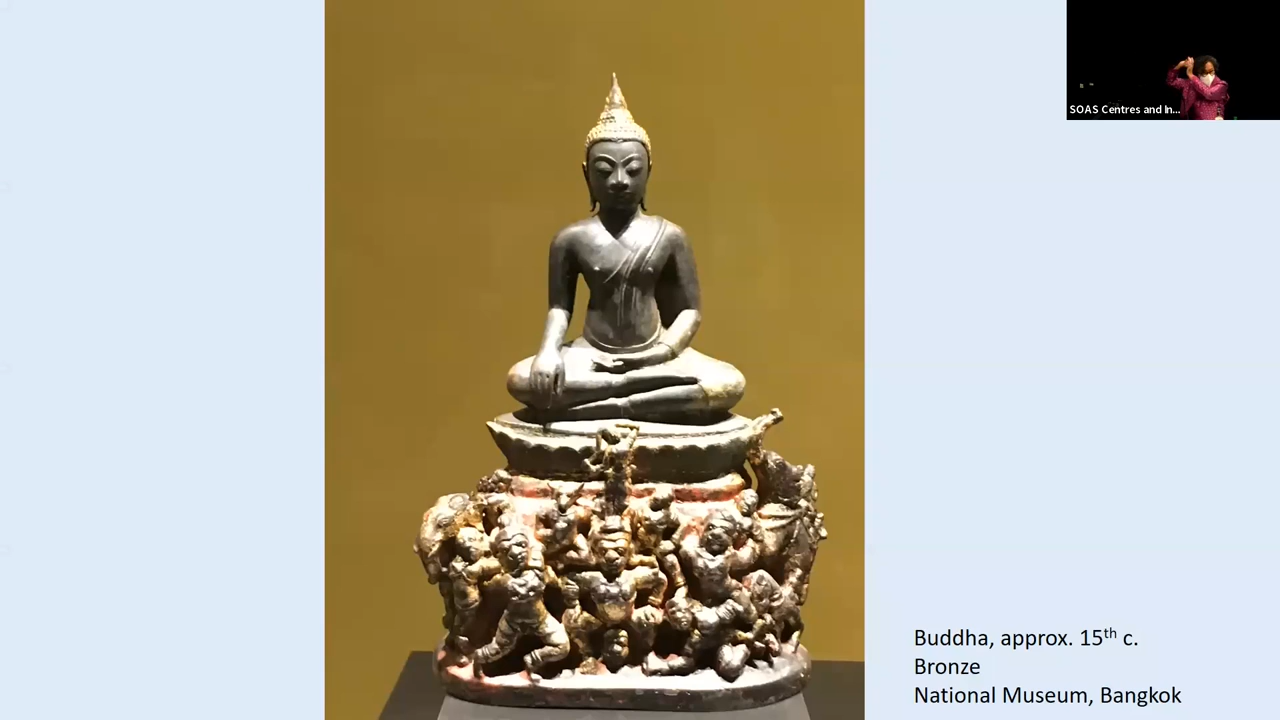 SOAS Centres and In...
Buddha, approx. 15th c.
Bronze
National Museum, Bangkok